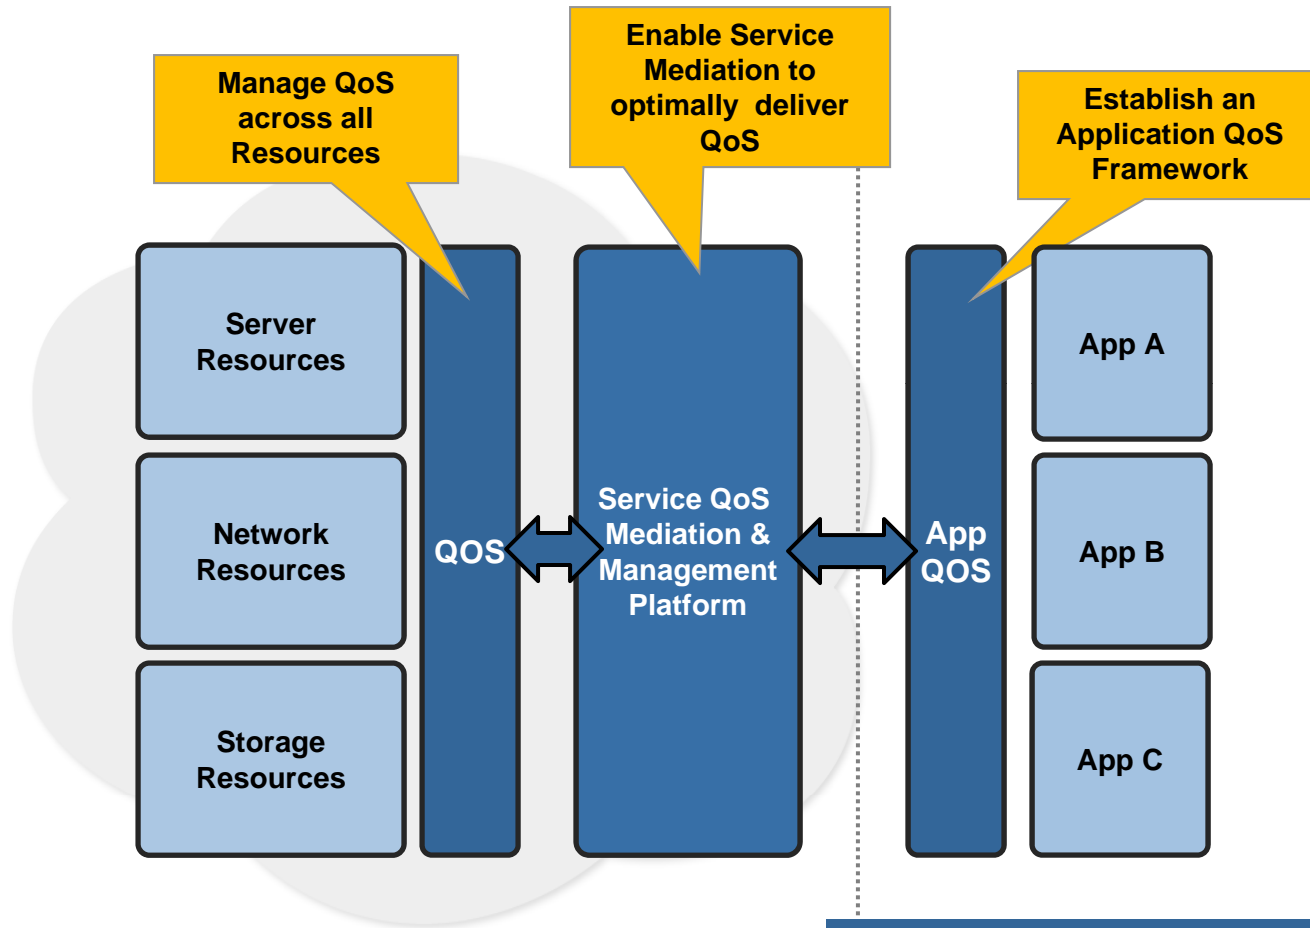 Manage QoS
across all
Resources
Enable Service
Mediation to
optimally deliver
QoS
Establish an
Application QoS
Framework
Server
Resources
Network
Resources
Storage
Resources
QOS
Service QoS
Mediation &
Management
Platform
App
QOS
App A
App B
App C